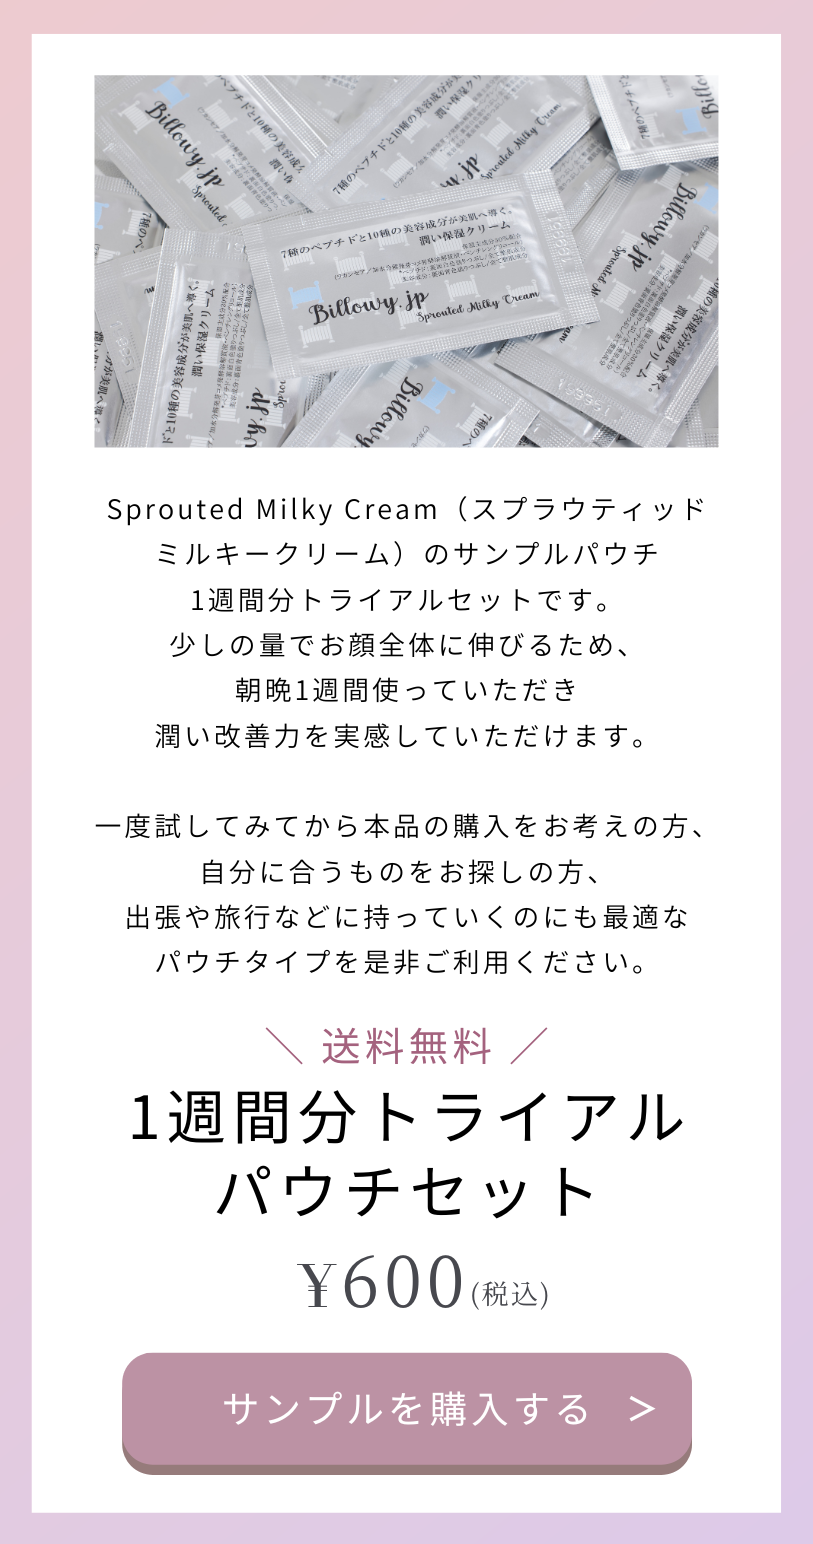 7種のペプチドと10種の美容成分が美肌へ導く。
潤い保湿クリーム
Billowy.jp
Sprouted Milky Cream
Sprouted Milky Cream（スプラウティッド
ミルキークリーム）のサンプルパウチ
1週間分トライアルセットです。
少しの量でお顔全体に伸びるため、
朝晩1週間使っていただき
潤い改善力を実感していただけます。
一度試してみてから本品の購入をお考えの方、
自分に合うものをお探しの方、
出張や旅行などに持っていくのにも最適な
パウチタイプを是非ご利用ください。
＼ 送料無料 ／
1週間分トライアル
パウチセット
¥600(税込)
サンプルを購入する ＞